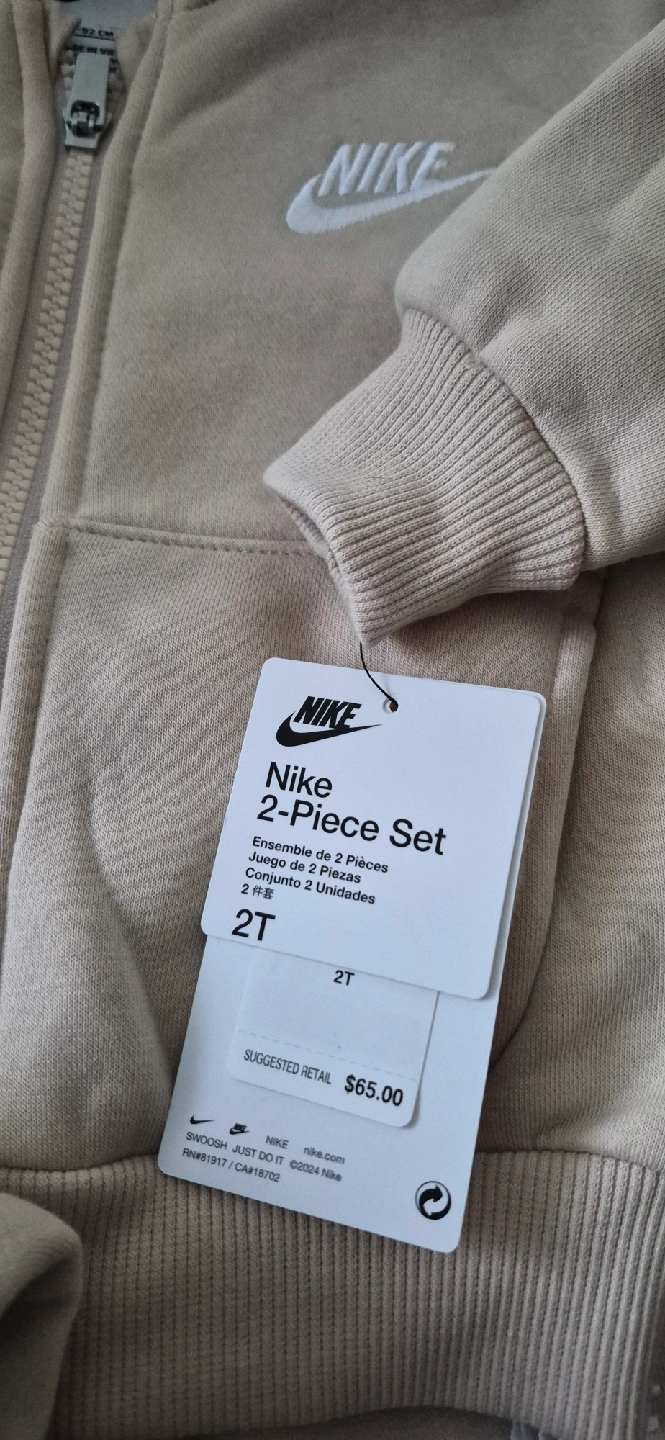 92 CM
NIKE
NIKE
Nike
2-Piece Set
Ensemble de 2 Pièces
Juego de 2 Piezas
Conjunto 2 Unidades
2 件套
2T
2T
SUGGESTED RETAIL $65.00
NIKE nike.com
SWOOSH JUST DO IT ©2024 Nike
RN#81917 / CA#18702